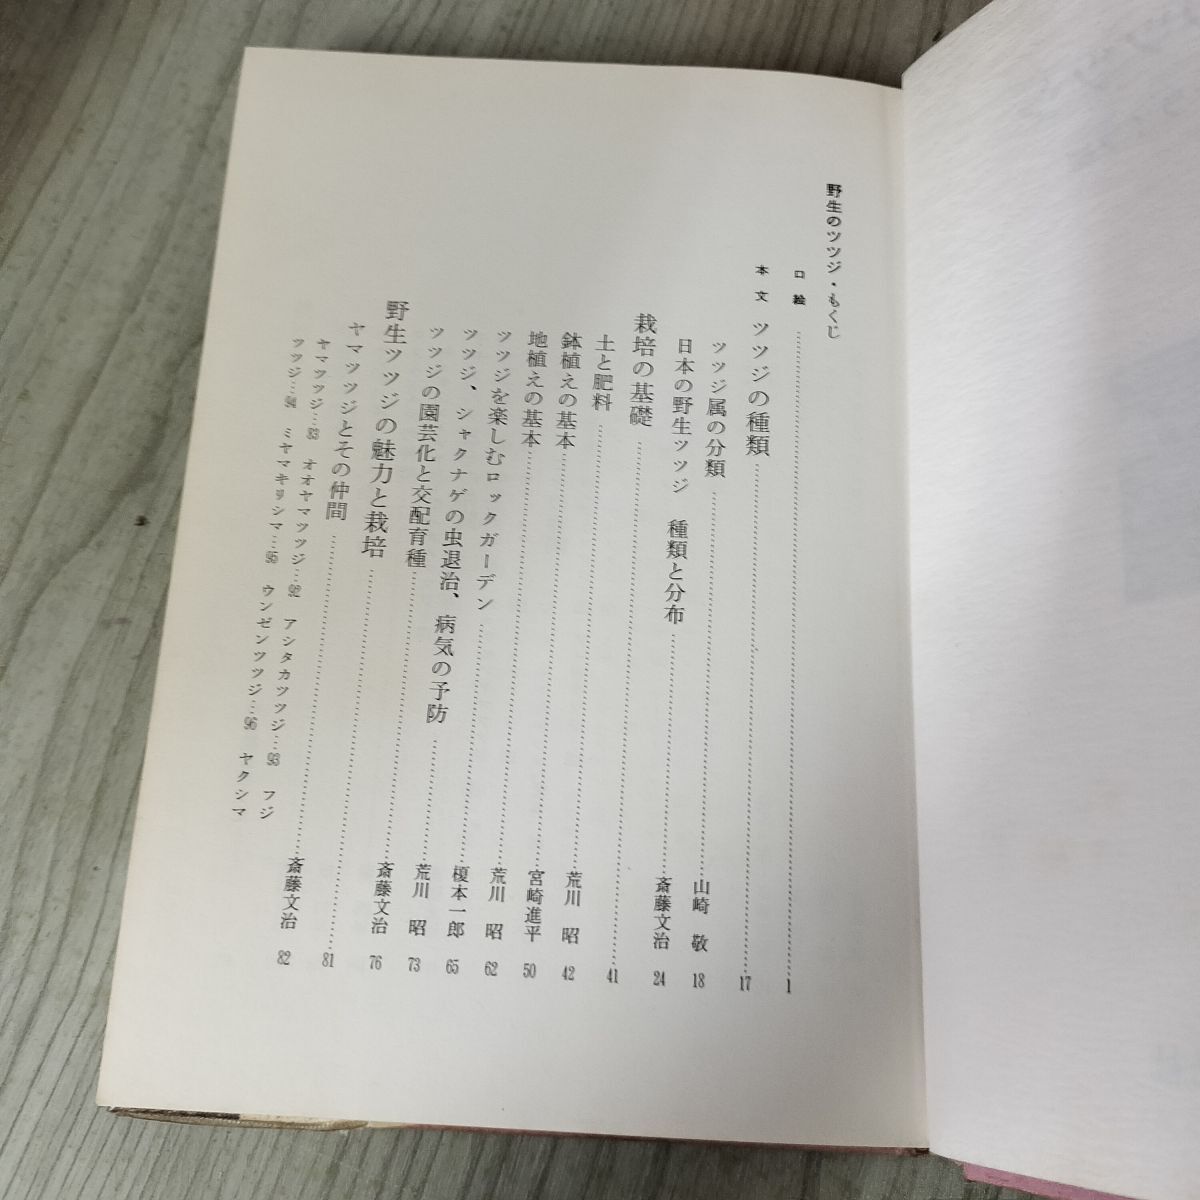 野生のツツジ・もくじ
口絵……1
本文 ツツジの種類……17
ツツジ属の分類……山崎 敬 18
日本の野生ツツジ 種類と分布……斎藤文治 24
栽培の基礎……41
土と肥料……荒川 昭 42
鉢植えの基本……宮崎進平 50
地植えの基本……荒川 昭 62
ツツジを楽しむロックガーデン……榎本一郎 65
ツツジ、シャクナゲの虫退治、病気の予防……荒川 昭 73
ツツジの園芸化と交配育種……斎藤文治 76
野生ツツジの魅力と栽培……81
ヤマツツジとその仲間……斎藤文治 82
ヤマツツジ…83 オオヤマツツジ…92 アシタカツツジ…93 フジ
ツツジ…94 ミヤマキリシマ…95 ウンゼンツツジ…96 ヤクシマ